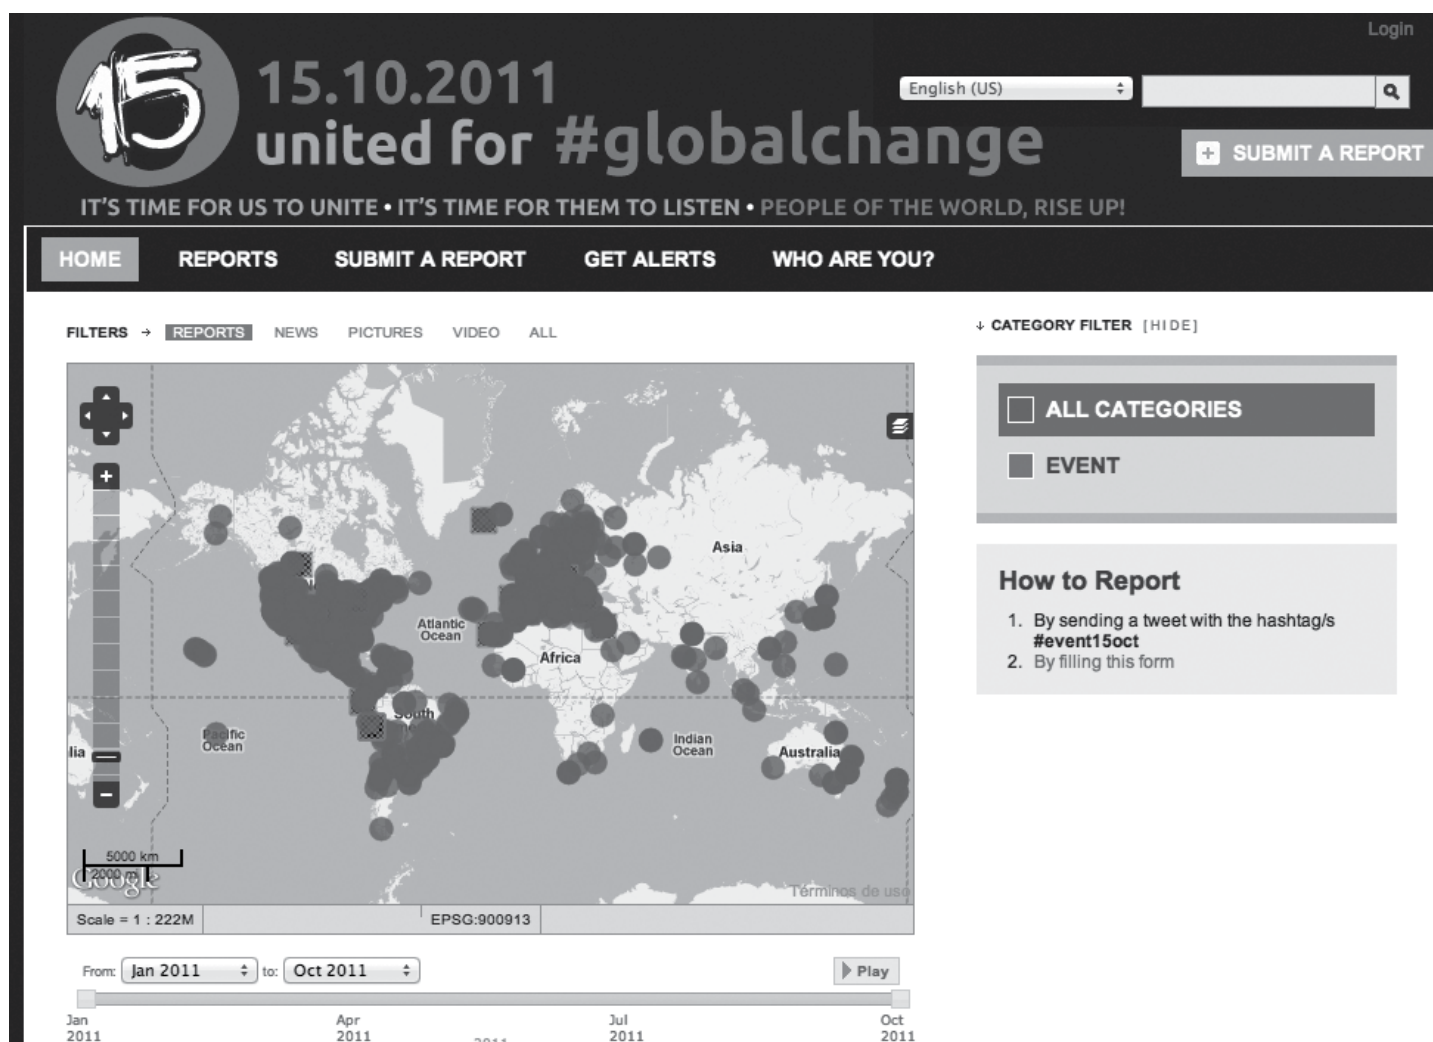 Login
15
15.10.2011
united for #globalchange
English (US)
+ SUBMIT A REPORT
IT'S TIME FOR US TO UNITE • IT'S TIME FOR THEM TO LISTEN • PEOPLE OF THE WORLD, RISE UP!
HOME REPORTS SUBMIT A REPORT GET ALERTS WHO ARE YOU?
FILTERS → REPORTS NEWS PICTURES VIDEO ALL
↓ CATEGORY FILTER [HIDE]
ALL CATEGORIES
EVENT
How to Report
1. By sending a tweet with the hashtag/s
#event15oct
2. By filling this form
Asia
Atlantic
Ocean
Africa
South
Pacific
Ocean
Indian
Ocean
lia
Australia
5000 km
2000 m
Google
Términos de uso
Scale = 1 : 222M
EPSG:900913
From: Jan 2011 to: Oct 2011
Play
Jan Apr Jul Oct
2011 2011 2011 2011 2011